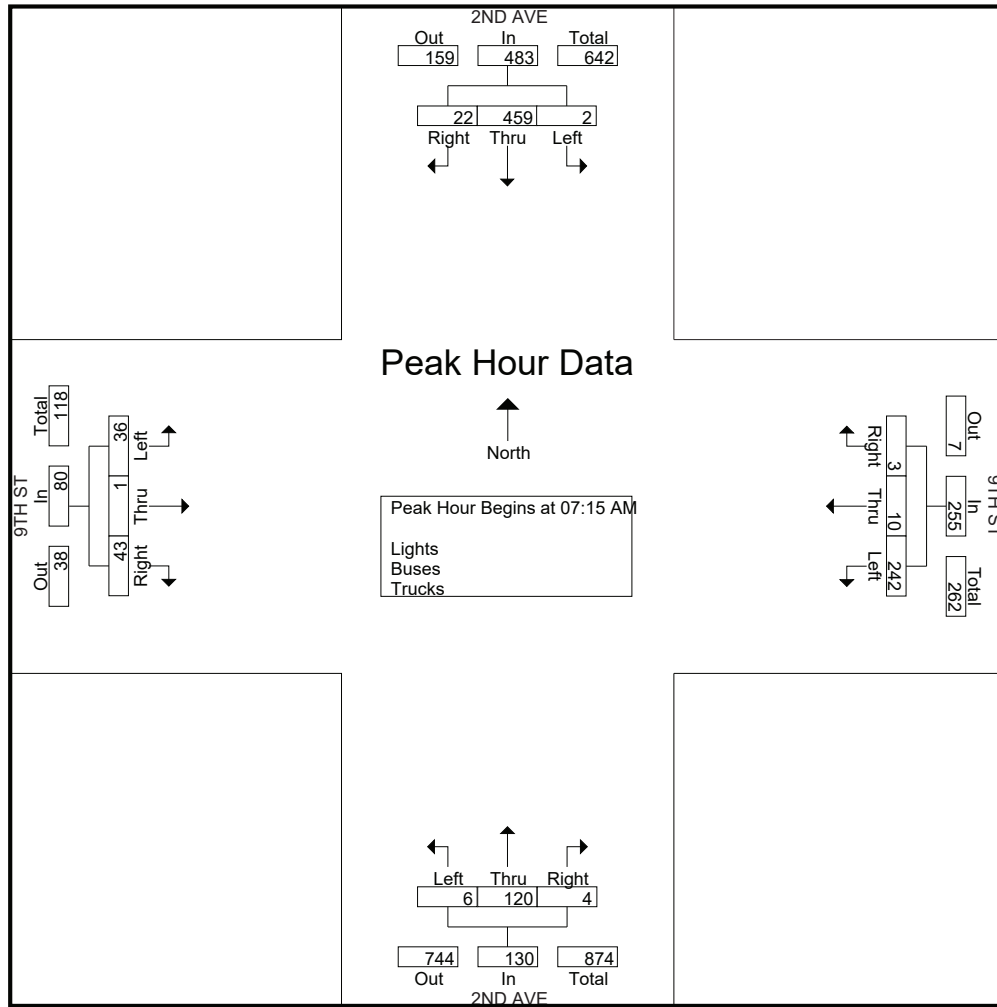 2ND AVE
Out In Total
159 483 642
22 459 2
Right Thru Left
Peak Hour Data
North
Peak Hour Begins at 07:15 AM
Lights
Buses
Trucks
9TH ST
Total In Out
118 80 38
36 1 43
Left Thru Right
9TH ST
Out In Total
7 255 262
3 10 242
Right Thru Left
Left Thru Right
6 120 4
744 130 874
Out In Total
2ND AVE